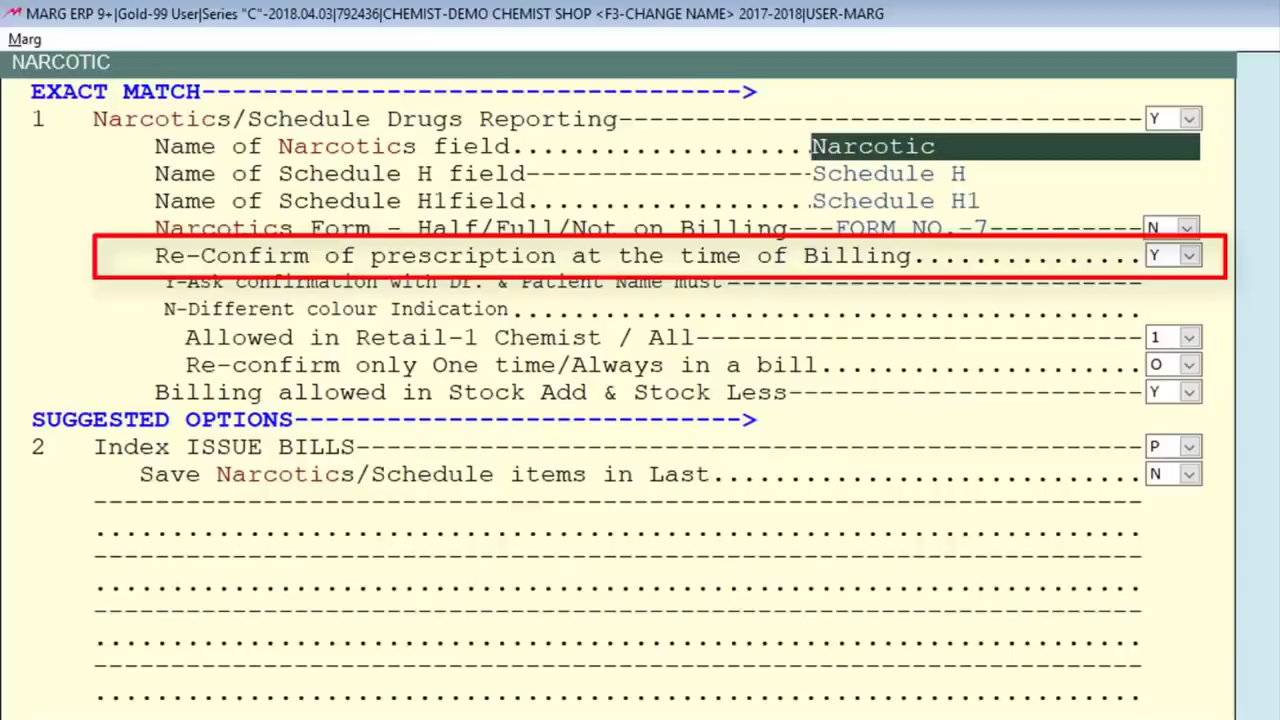 MARG ERP 9+|Gold-99 User|Series "C"-2018.04.03|792436|CHEMIST-DEMO CHEMIST SHOP <F3-CHANGE NAME> 2017-2018|USER-MARG
Marg
NARCOTIC
EXACT MATCH----------------------------------->
1 Narcotics/Schedule Drugs Reporting---------------------------------- Y
Name of Narcotics field....................Narcotic
Name of Schedule H field-------------------Schedule H
Name of Schedule H1field...................Schedule H1
Narcotics Form - Half/Full/Not on Billing---FORM NO.-7---------- N
Re-Confirm of prescription at the time of Billing............... Y
Y-Ask confirmation with Dr. & Patient Name must---------------------------
N-Different colour Indication.........................................
Allowed in Retail-1 Chemist / All----------------------------- 1
Re-confirm only One time/Always in a bill..................... O
Billing allowed in Stock Add & Stock Less----------------------- Y
SUGGESTED OPTIONS------------------------------>
2 Index ISSUE BILLS--------------------------------------------------- P
Save Narcotics/Schedule items in Last............................ N
--------------------------------------------------------------------
....................................................................
--------------------------------------------------------------------
....................................................................
--------------------------------------------------------------------
....................................................................
--------------------------------------------------------------------
....................................................................